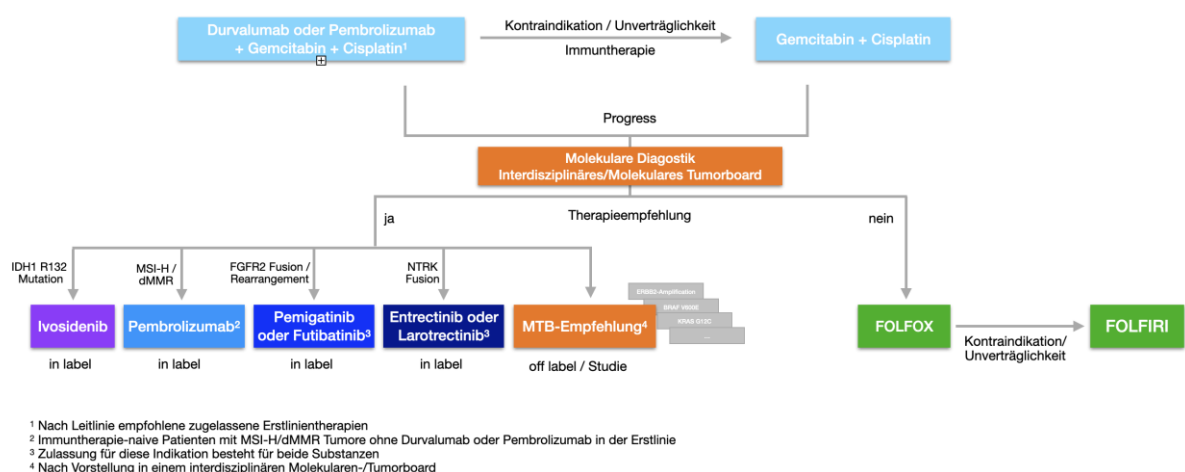 Durvalumab oder Pembrolizumab
+ Gemcitabin + Cisplatin¹
Kontraindikation / Unverträglichkeit
Immuntherapie
Gemcitabin + Cisplatin
Progress
Molekulare Diagostik
Interdisziplinäres/Molekulares Tumorboard
ja
Therapieempfehlung
nein
IDH1 R132
Mutation
MSI-H /
dMMR
FGFR2 Fusion /
Rearrangement
NTRK
Fusion
ERBB2-Amplification
BRAF V600E
KRAS G12C
...
Ivosidenib
Pembrolizumab²
Pemigatinib
oder Futibatinib³
Entrectinib oder
Larotrectinib³
MTB-Empfehlung⁴
FOLFOX
Kontraindikation/
Unverträglichkeit
FOLFIRI
in label
in label
in label
in label
off label / Studie
¹ Nach Leitlinie empfohlene zugelassene Erstlinientherapien
² Immuntherapie-naive Patienten mit MSI-H/dMMR Tumore ohne Durvalumab oder Pembrolizumab in der Erstlinie
³ Zulassung für diese Indikation besteht für beide Substanzen
⁴ Nach Vorstellung in einem interdisziplinären Molekularen-/Tumorboard